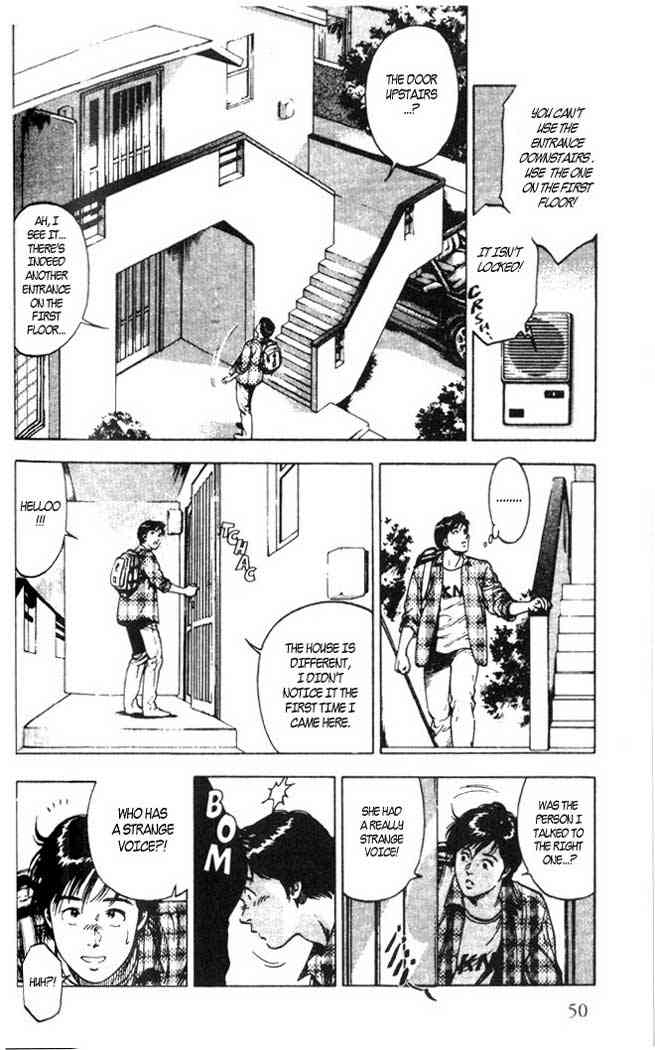 YOU CAN'T
USE THE
ENTRANCE
DOWNSTAIRS.
USE THE ONE
ON THE FIRST
FLOOR!
IT ISN'T
LOCKED!
CRSH..
THE DOOR
UPSTAIRS
...?
AH, I
SEE IT...
THERE'S
INDEED
ANOTHER
ENTRANCE
ON THE
FIRST
FLOOR...
........
KN
THE HOUSE IS
DIFFERENT,
I DIDN'T
NOTICE IT THE
FIRST TIME I
CAME HERE.
TCHAC
HELLOO
!!!
WAS THE
PERSON I
TALKED TO
THE RIGHT
ONE...?
SHE HAD
A REALLY
STRANGE
VOICE!
KN
BOM
WHO HAS
A STRANGE
VOICE?!
HUH?!
50